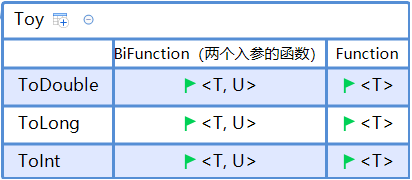 Toy
BiFunction（两个入参的函数） Function
ToDouble <T, U> <T>
ToLong <T, U> <T>
ToInt <T, U> <T>